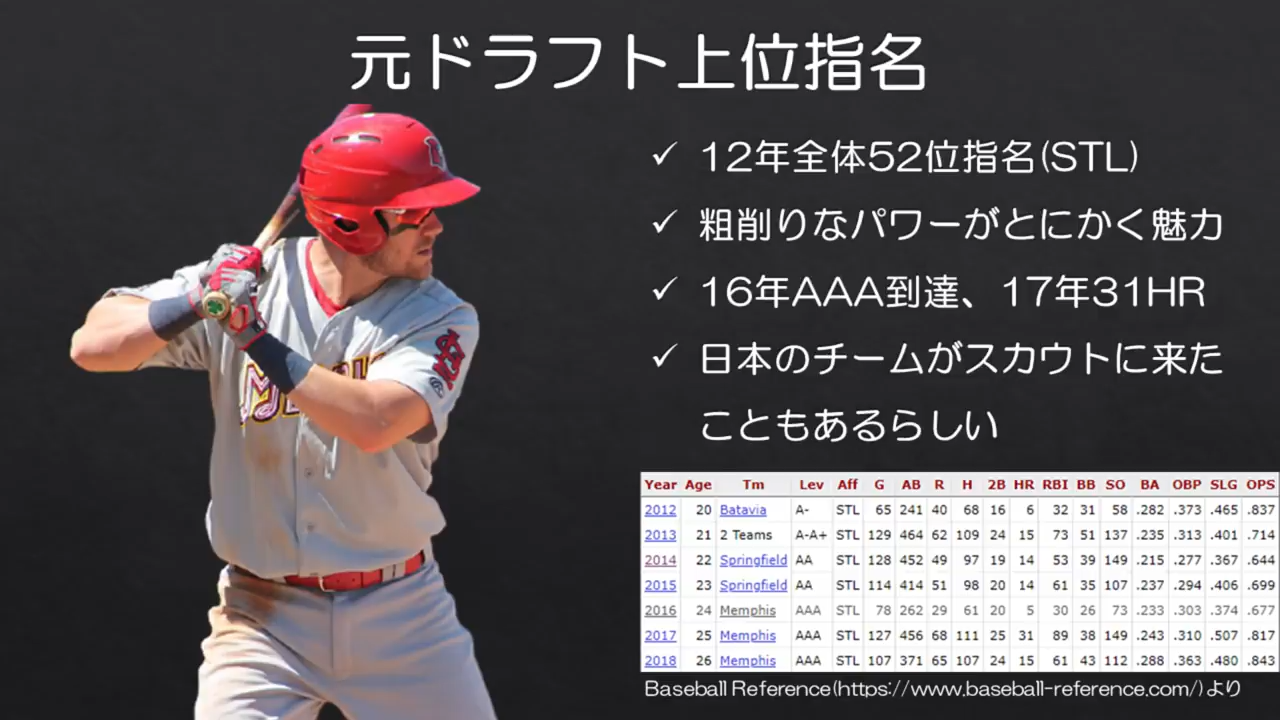 元ドラフト上位指名
✓ 12年全体52位指名(STL)
✓ 粗削りなパワーがとにかく魅力
✓ 16年AAA到達、17年31HR
✓ 日本のチームがスカウトに来た
こともあるらしい
Year Age Tm Lev Aff G AB R H 2B HR RBI BB SO BA OBP SLG OPS
2012 20 Batavia A- STL 65 241 40 68 16 6 32 31 58 .282 .373 .465 .837
2013 21 2 Teams A-A+ STL 129 464 62 109 24 15 73 51 137 .235 .313 .401 .714
2014 22 Springfield AA STL 128 452 49 97 19 14 53 39 149 .215 .277 .367 .644
2015 23 Springfield AA STL 114 414 51 98 20 14 61 35 107 .237 .294 .406 .699
2016 24 Memphis AAA STL 78 262 29 61 20 5 30 26 73 .233 .303 .374 .677
2017 25 Memphis AAA STL 127 456 68 111 25 31 89 38 149 .243 .310 .507 .817
2018 26 Memphis AAA STL 107 371 65 107 24 15 61 43 112 .288 .363 .480 .843
Baseball Reference(https://www.baseball-reference.com/)より